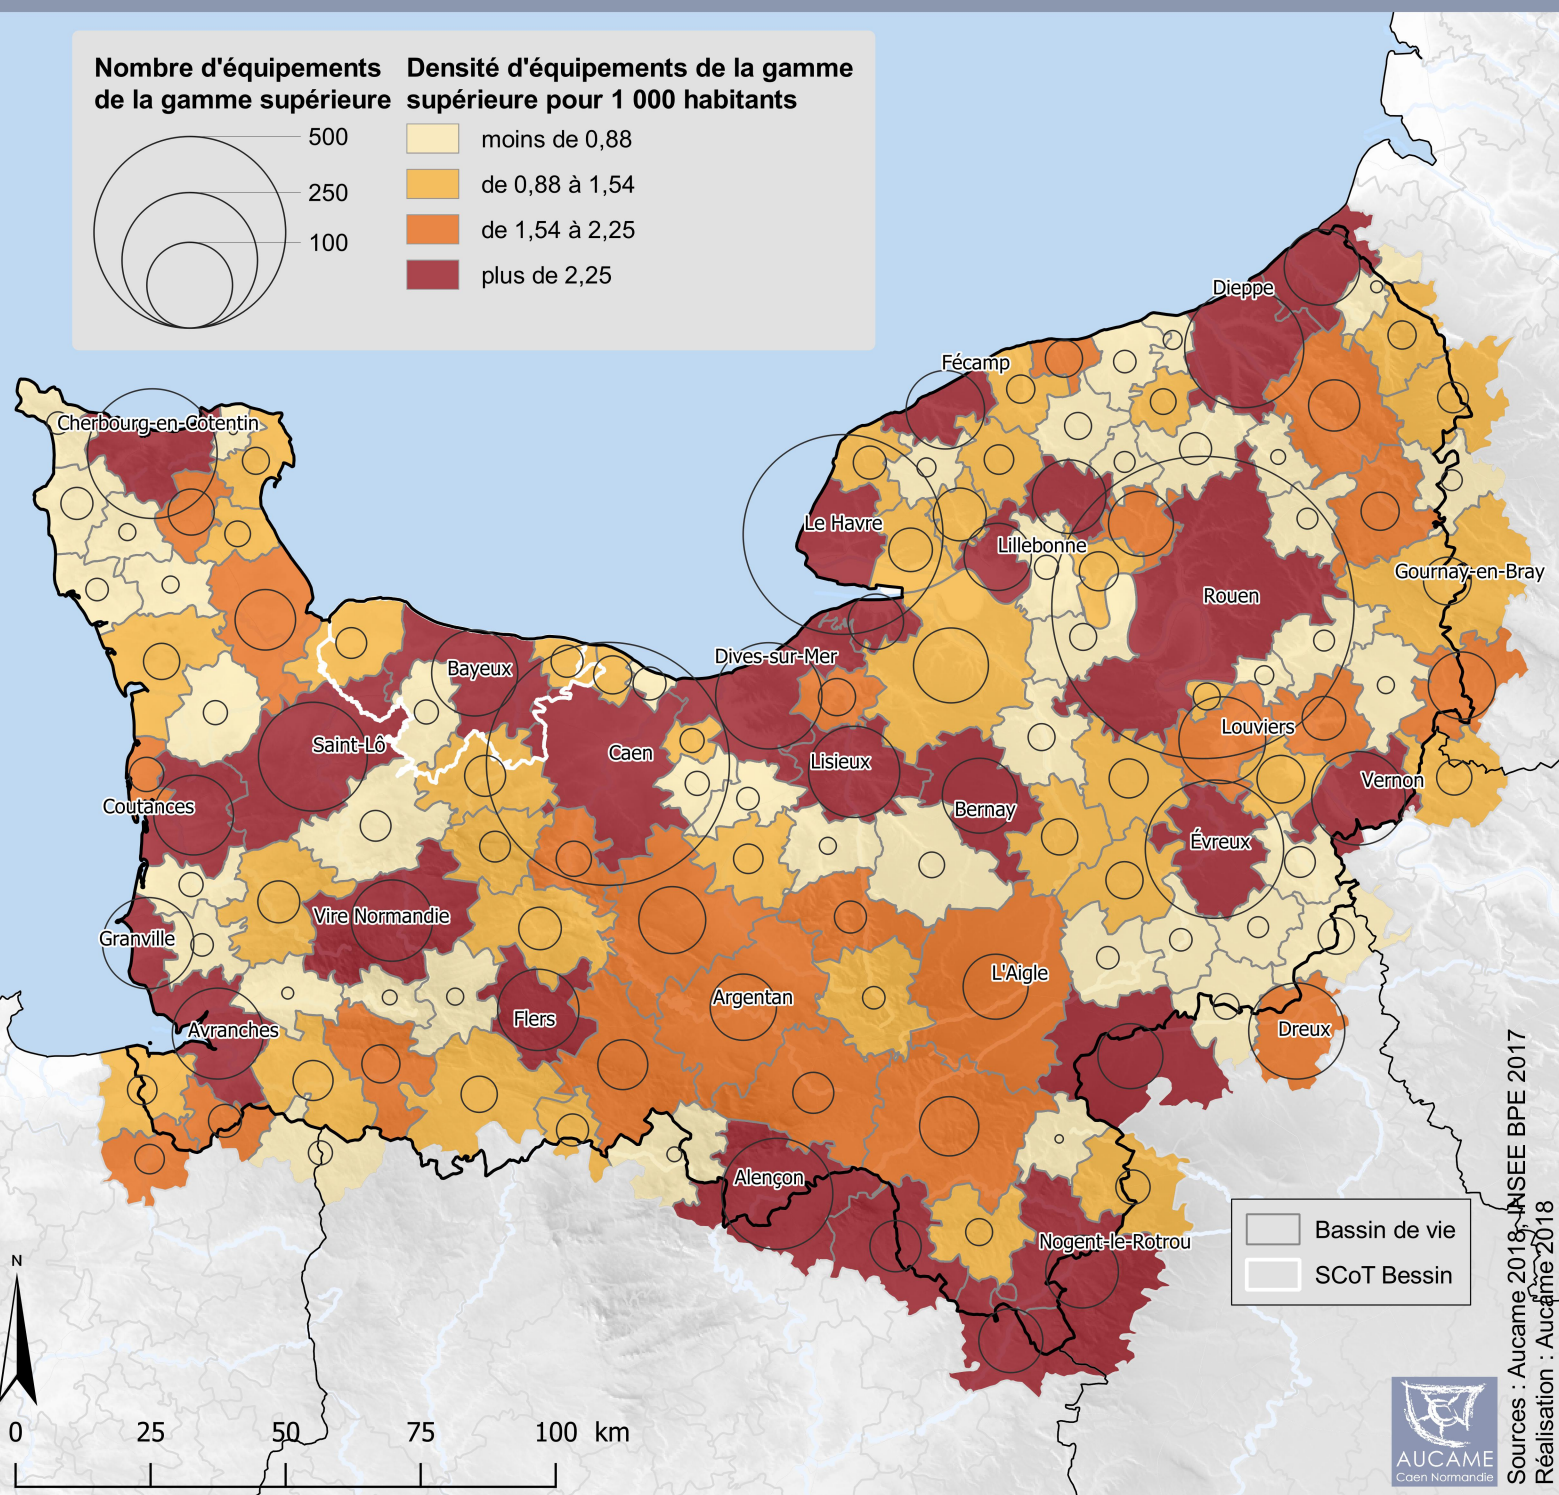 Nombre d'équipements
de la gamme supérieure
500
250
100
Densité d'équipements de la gamme
supérieure pour 1 000 habitants
moins de 0,88
de 0,88 à 1,54
de 1,54 à 2,25
plus de 2,25
Dieppe
Fécamp
Cherbourg-en-Cotentin
Le Havre
Lillebonne
Gournay-en-Bray
Rouen
Dives-sur-Mer
Bayeux
Louviers
Saint-Lô
Caen
Lisieux
Vernon
Coutances
Bernay
Évreux
Vire Normandie
Granville
L'Aigle
Argentan
Flers
Avranches
Dreux
Alençon
Nogent-le-Rotrou
Bassin de vie
SCoT Bessin
N
0 25 50 75 100 km
AUCAME
Caen Normandie
Sources : Aucame 2018, INSEE BPE 2017
Réalisation : Aucame 2018